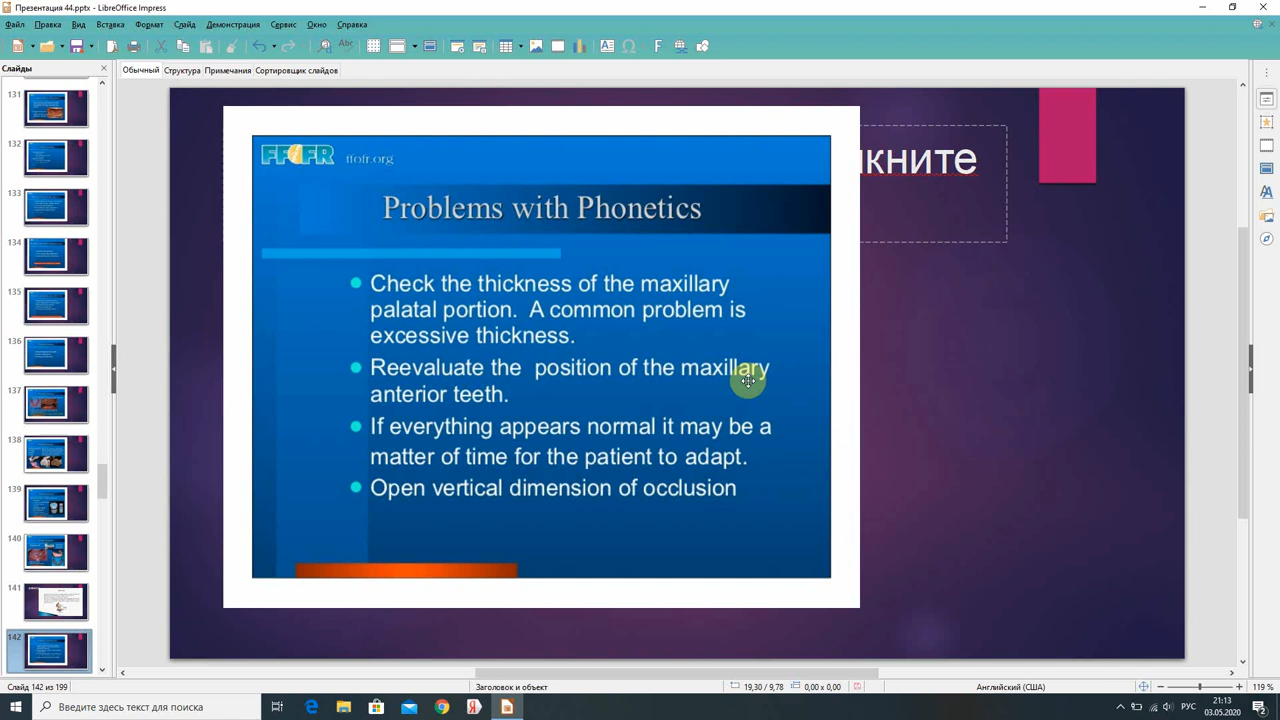 Презентация 44.pptx - LibreOffice Impress
Файл Правка Вид Вставка Формат Слайд Демонстрация Сервис Окно Справка
Слайды
Обычный Структура Примечания Сортировщик слайдов
131
132
133
134
135
136
137
138
139
140
141
142
FFOFR ffofr.org
икните
Problems with Phonetics
Check the thickness of the maxillary
palatal portion. A common problem is
excessive thickness.
Reevaluate the position of the maxillary
anterior teeth.
If everything appears normal it may be a
matter of time for the patient to adapt.
Open vertical dimension of occlusion
Слайд 142 из 199 Заголовок и объект 19,30 / 9,78 0,00 x 0,00 Английский (США) 119 %
Введите здесь текст для поиска
РУС
21:13
03.05.2020
2